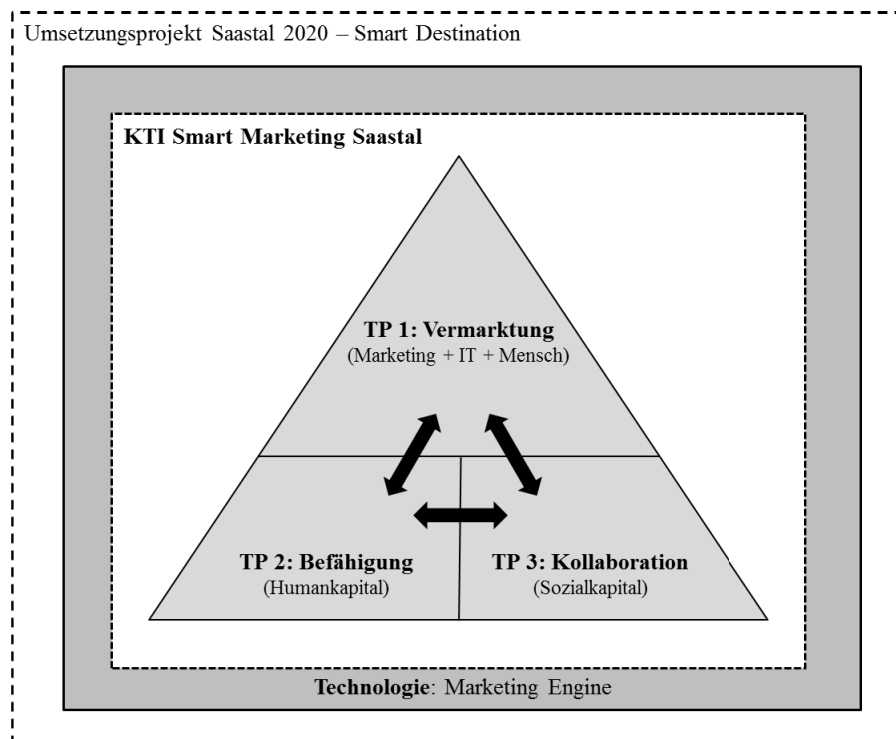 Umsetzungsprojekt Saastal 2020 – Smart Destination
KTI Smart Marketing Saastal
TP 1: Vermarktung
(Marketing + IT + Mensch)
TP 2: Befähigung
(Humankapital)
TP 3: Kollaboration
(Sozialkapital)
Technologie: Marketing Engine